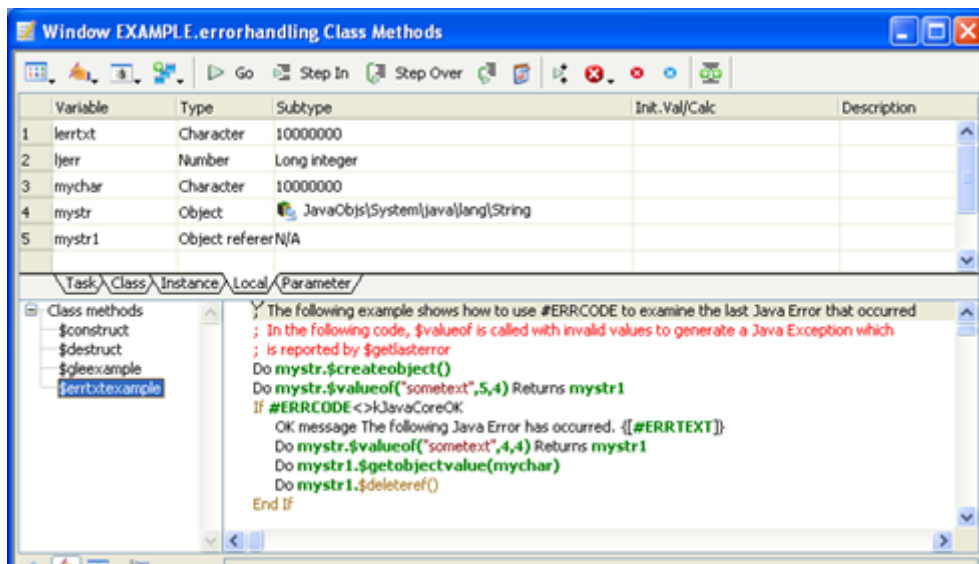 Window EXAMPLE.errorhandling Class Methods
Go Step In Step Over
Variable Type Subtype Init.Val/Calc Description
1 lerrtxt Character 10000000
2 ljerr Number Long integer
3 mychar Character 10000000
4 mystr Object JavaObjs\System\java\lang\String
5 mystr1 Object referer N/A
Task Class Instance Local Parameter
Class methods
$construct
$destruct
$gleexample
$errtxtexample
; The following example shows how to use #ERRCODE to examine the last Java Error that occurred
; In the following code, $valueof is called with invalid values to generate a Java Exception which
; is reported by $getlasterror
Do mystr.$createobject()
Do mystr.$valueof("sometext",5,4) Returns mystr1
If #ERRCODE<>kJavaCoreOK
OK message The following Java Error has occurred. {[#ERRTEXT]}
Do mystr.$valueof("sometext",4,4) Returns mystr1
Do mystr1.$getobjectvalue(mychar)
Do mystr1.$deleteref()
End If